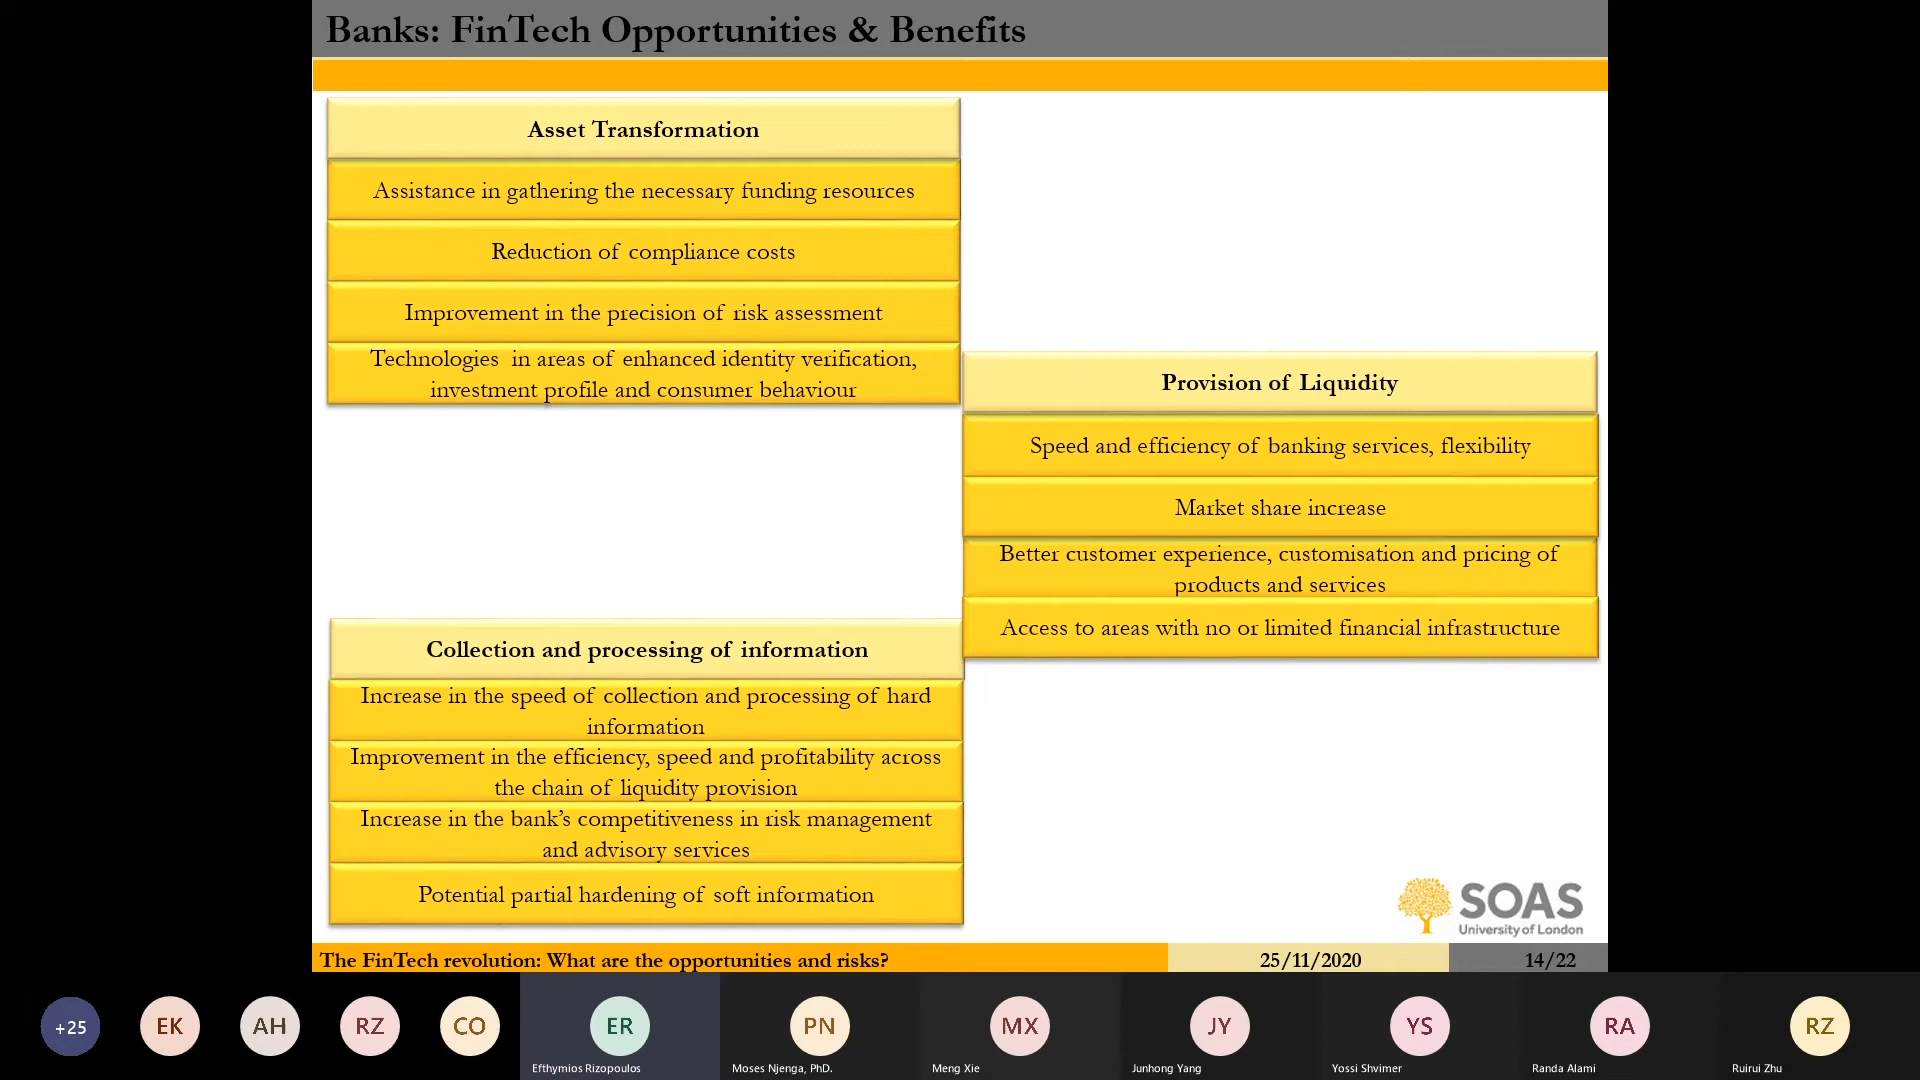 Banks: FinTech Opportunities & Benefits
Asset Transformation
Assistance in gathering the necessary funding resources
Reduction of compliance costs
Improvement in the precision of risk assessment
Technologies in areas of enhanced identity verification,
investment profile and consumer behaviour
Provision of Liquidity
Speed and efficiency of banking services, flexibility
Market share increase
Better customer experience, customisation and pricing of
products and services
Access to areas with no or limited financial infrastructure
Collection and processing of information
Increase in the speed of collection and processing of hard
information
Improvement in the efficiency, speed and profitability across
the chain of liquidity provision
Increase in the bank’s competitiveness in risk management
and advisory services
Potential partial hardening of soft information
SOAS
University of London
The FinTech revolution: What are the opportunities and risks?
25/11/2020
14/22
+25
EK
AH
RZ
CO
ER
Efthymios Rizopoulos
PN
Moses Njenga, PhD.
MX
Meng Xie
JY
Junhong Yang
YS
Yossi Shvimer
RA
Randa Alami
RZ
Ruirui Zhu